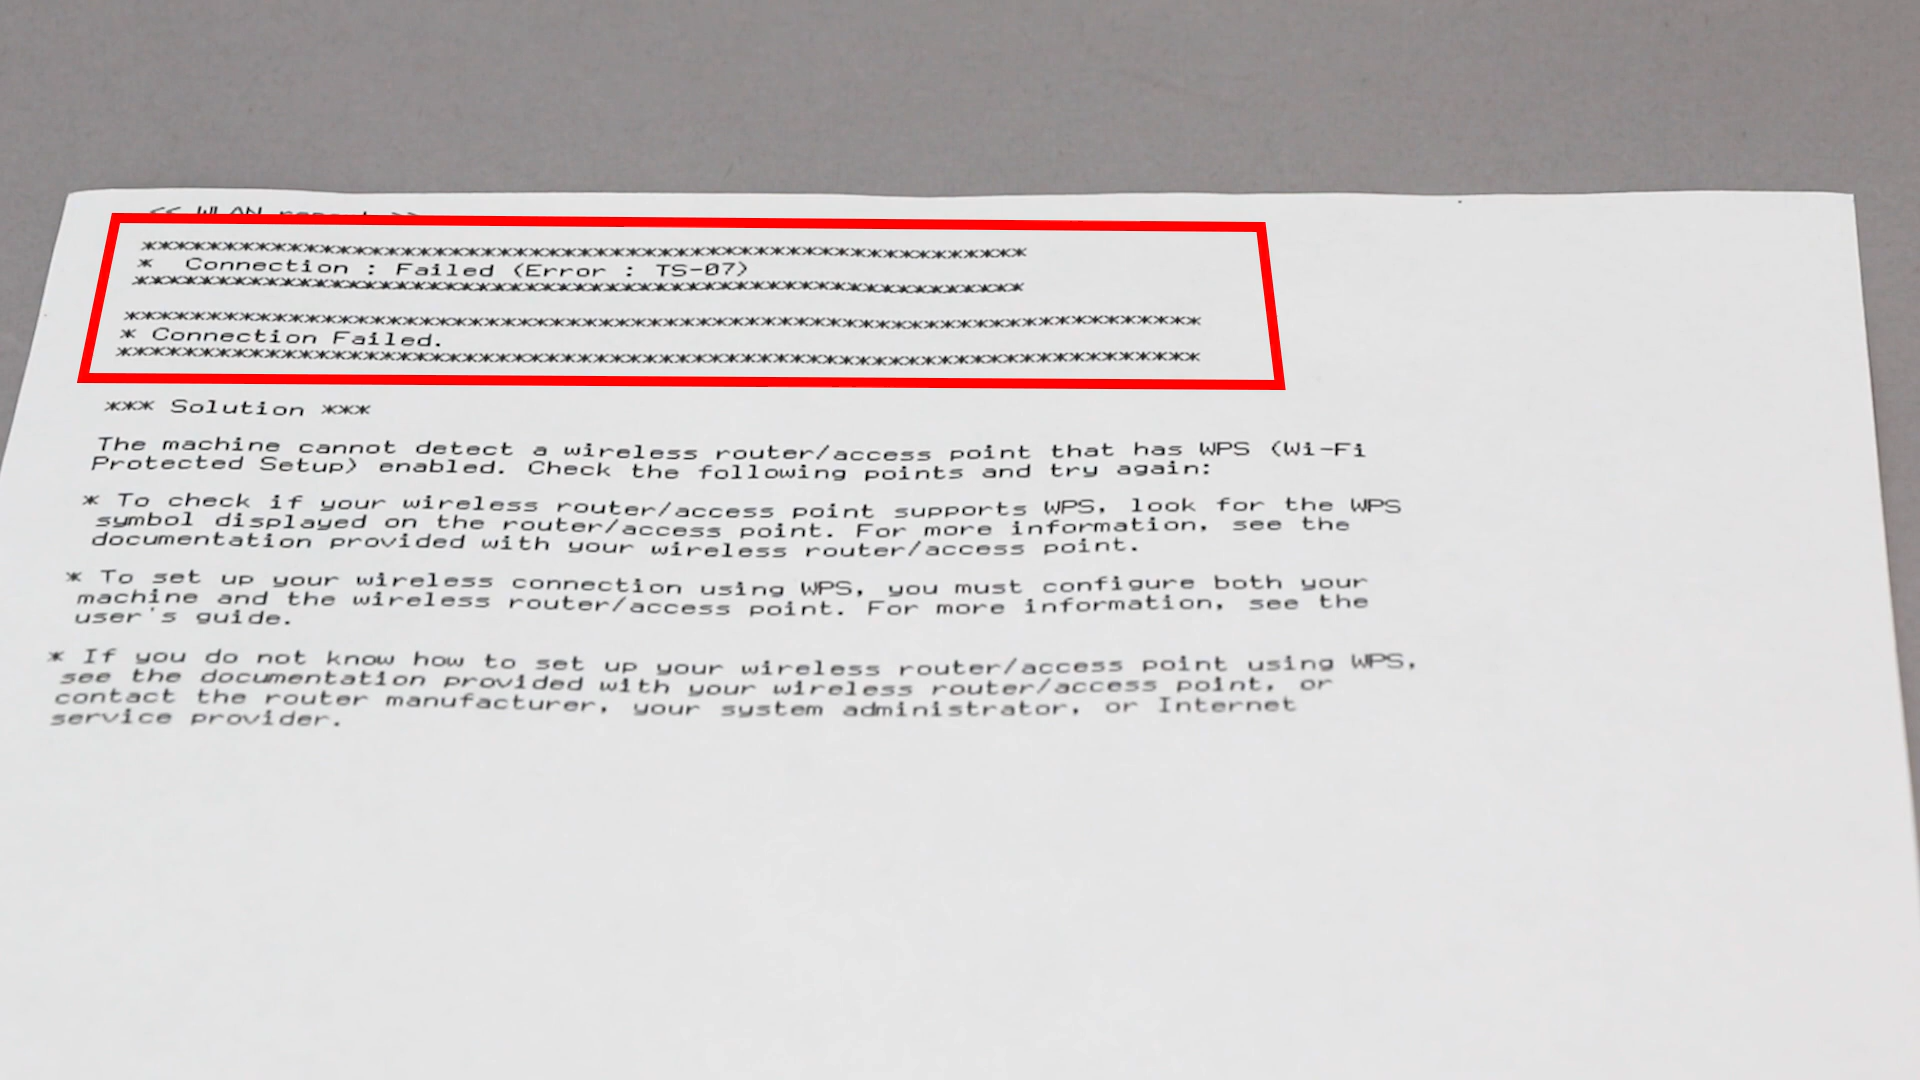 << WLAN report >>
******************************************************
*  Connection : Failed (Error : TS-07)
******************************************************
******************************************************************
* Connection Failed.
******************************************************************
*** Solution ***
The machine cannot detect a wireless router/access point that has WPS (Wi-Fi
Protected Setup) enabled. Check the following points and try again:
* To check if your wireless router/access point supports WPS, look for the WPS
symbol displayed on the router/access point. For more information, see the
documentation provided with your wireless router/access point.
* To set up your wireless connection using WPS, you must configure both your
machine and the wireless router/access point. For more information, see the
user's guide.
* If you do not know how to set up your wireless router/access point using WPS,
see the documentation provided with your wireless router/access point, or
contact the router manufacturer, your system administrator, or Internet
service provider.